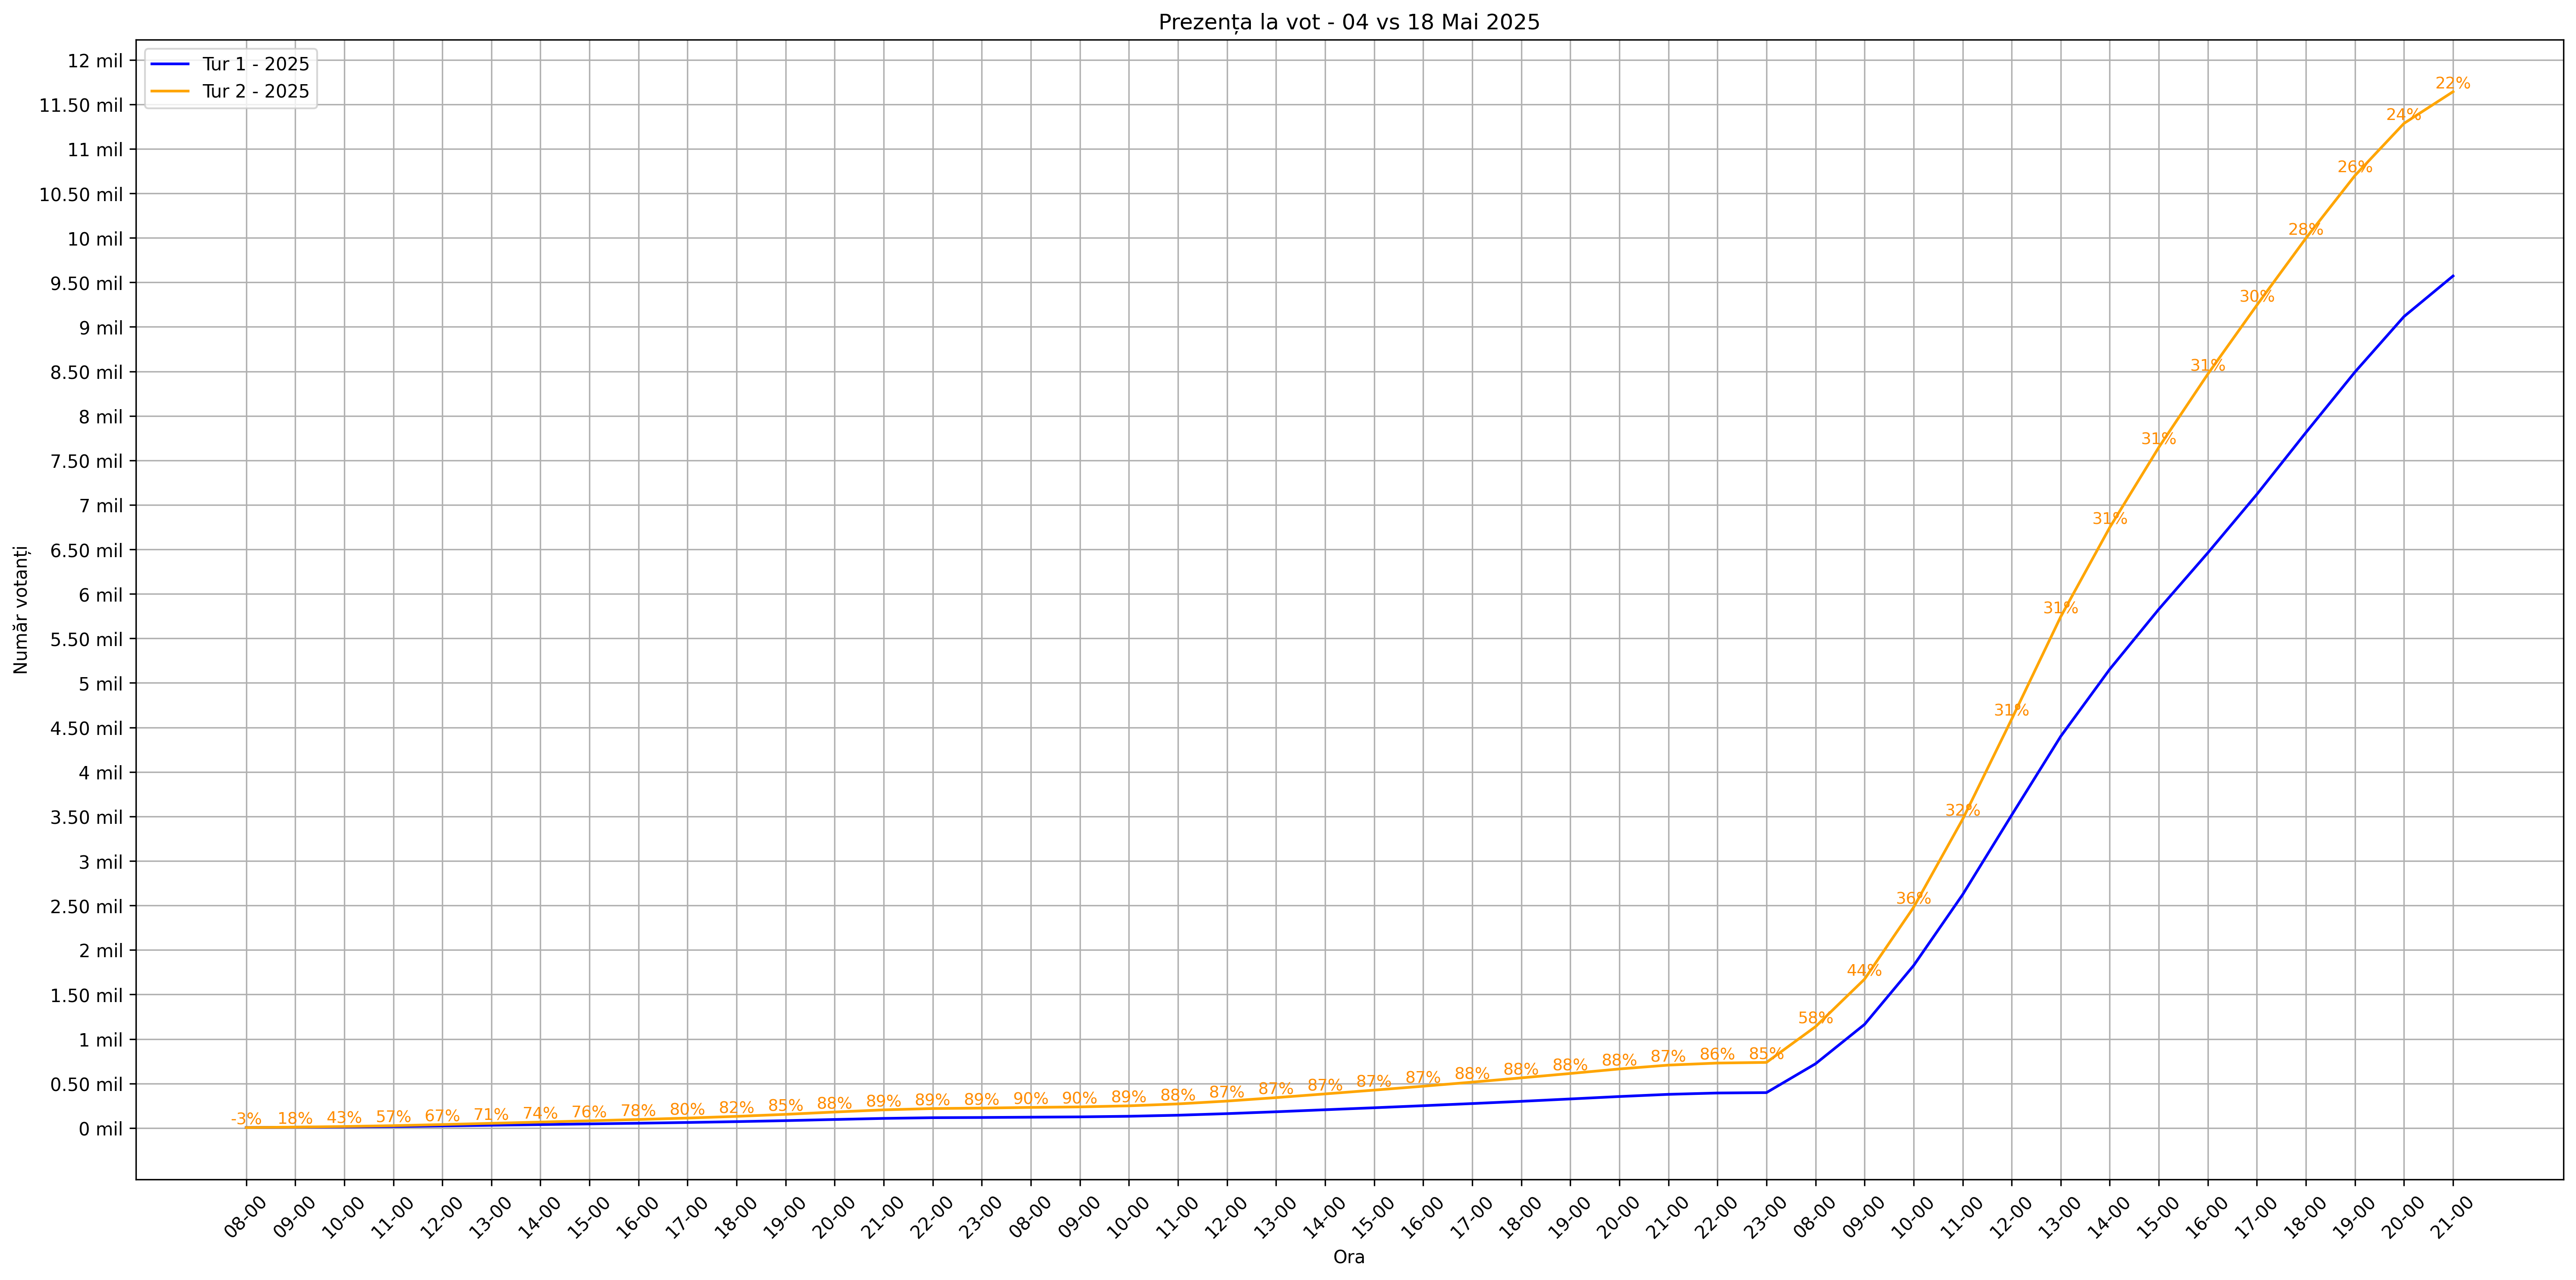 Prezența la vot - 04 vs 18 Mai 2025
Tur 1 - 2025
Tur 2 - 2025
Număr votanți
12 mil
11.50 mil
11 mil
10.50 mil
10 mil
9.50 mil
9 mil
8.50 mil
8 mil
7.50 mil
7 mil
6.50 mil
6 mil
5.50 mil
5 mil
4.50 mil
4 mil
3.50 mil
3 mil
2.50 mil
2 mil
1.50 mil
1 mil
0.50 mil
0 mil
-3% 18% 43% 57% 67% 71% 74% 76% 78% 80% 82% 85% 88% 89% 89% 89% 90% 90% 89% 88% 87% 87% 87% 87% 87% 88% 88% 88% 88% 87% 86% 85% 58% 44% 36% 32% 31% 31% 31% 31% 31% 30% 28% 26% 24% 22%
08-00 09-00 10-00 11-00 12-00 13-00 14-00 15-00 16-00 17-00 18-00 19-00 20-00 21-00 22-00 23-00 08-00 09-00 10-00 11-00 12-00 13-00 14-00 15-00 16-00 17-00 18-00 19-00 20-00 21-00 22-00 23-00 08-00 09-00 10-00 11-00 12-00 13-00 14-00 15-00 16-00 17-00 18-00 19-00 20-00 21-00
Ora